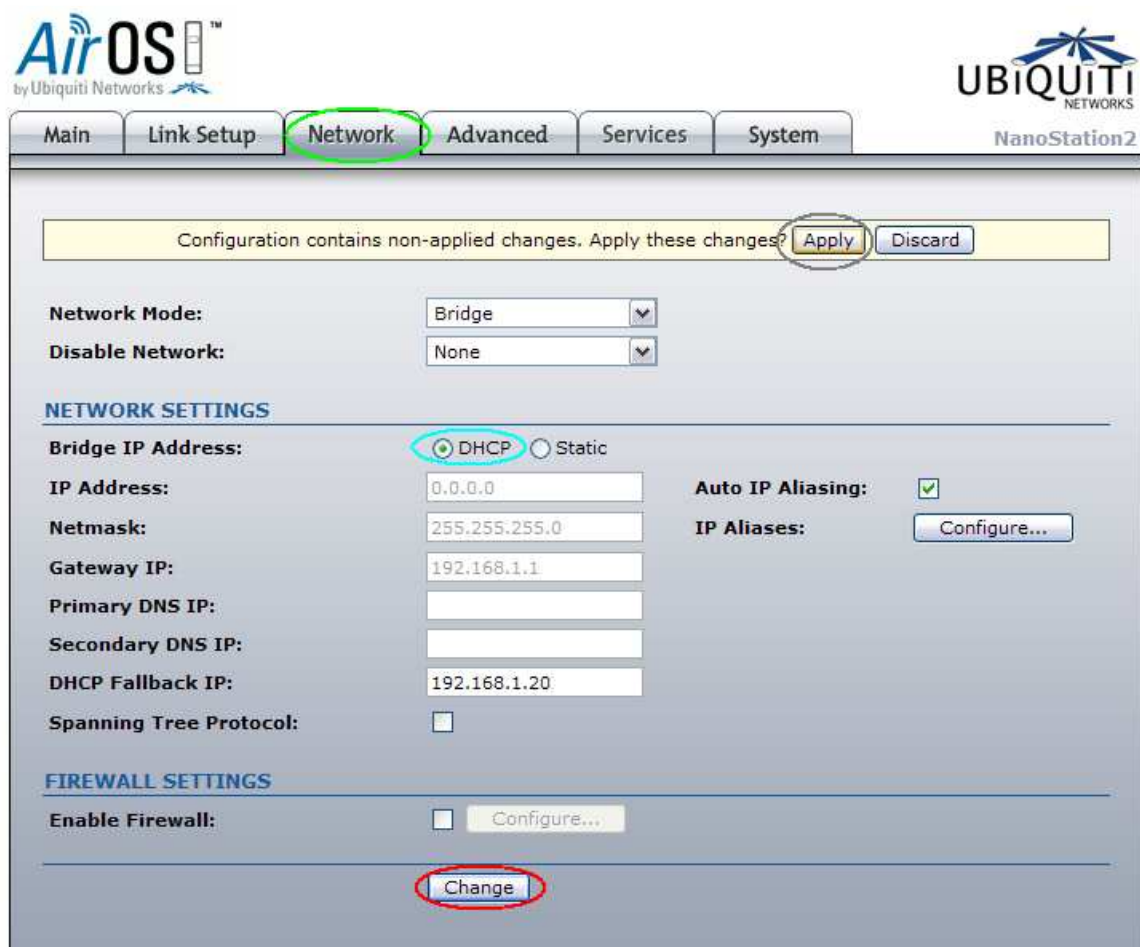 AirOS™
by Ubiquiti Networks
UBiQUiTi
NETWORKS
Main Link Setup Network Advanced Services System
NanoStation2
Configuration contains non-applied changes. Apply these changes? Apply Discard
Network Mode: Bridge
Disable Network: None
NETWORK SETTINGS
Bridge IP Address: DHCP Static
IP Address: 0.0.0.0 Auto IP Aliasing:
Netmask: 255.255.255.0 IP Aliases: Configure...
Gateway IP: 192.168.1.1
Primary DNS IP:
Secondary DNS IP:
DHCP Fallback IP: 192.168.1.20
Spanning Tree Protocol:
FIREWALL SETTINGS
Enable Firewall: Configure...
Change